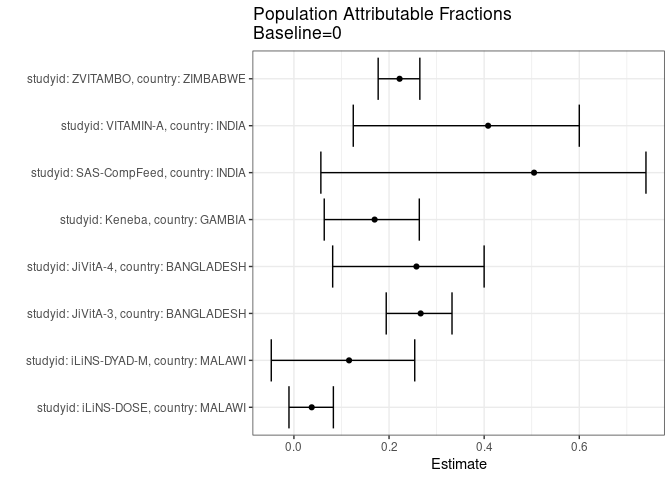 Population Attributable Fractions
Baseline=0
studyid: ZVITAMBO, country: ZIMBABWE
studyid: VITAMIN-A, country: INDIA
studyid: SAS-CompFeed, country: INDIA
studyid: Keneba, country: GAMBIA
studyid: JiVitA-4, country: BANGLADESH
studyid: JiVitA-3, country: BANGLADESH
studyid: iLiNS-DYAD-M, country: MALAWI
studyid: iLiNS-DOSE, country: MALAWI
0.0 0.2 0.4 0.6
Estimate